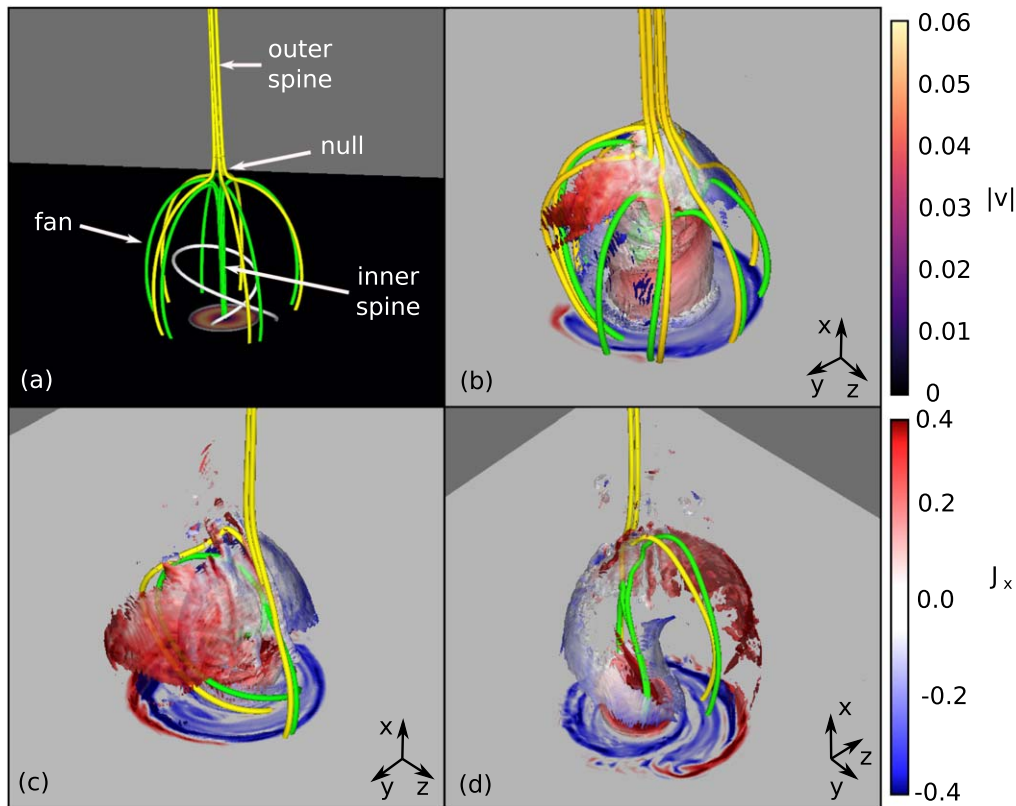 outer
spine
null
fan
inner
spine
(a)
x
y
z
(b)
0.06
0.05
0.04
0.03
|v|
0.02
0.01
0
x
y
z
(c)
x
z
y
(d)
0.4
0.2
0.0
J x
-0.2
-0.4